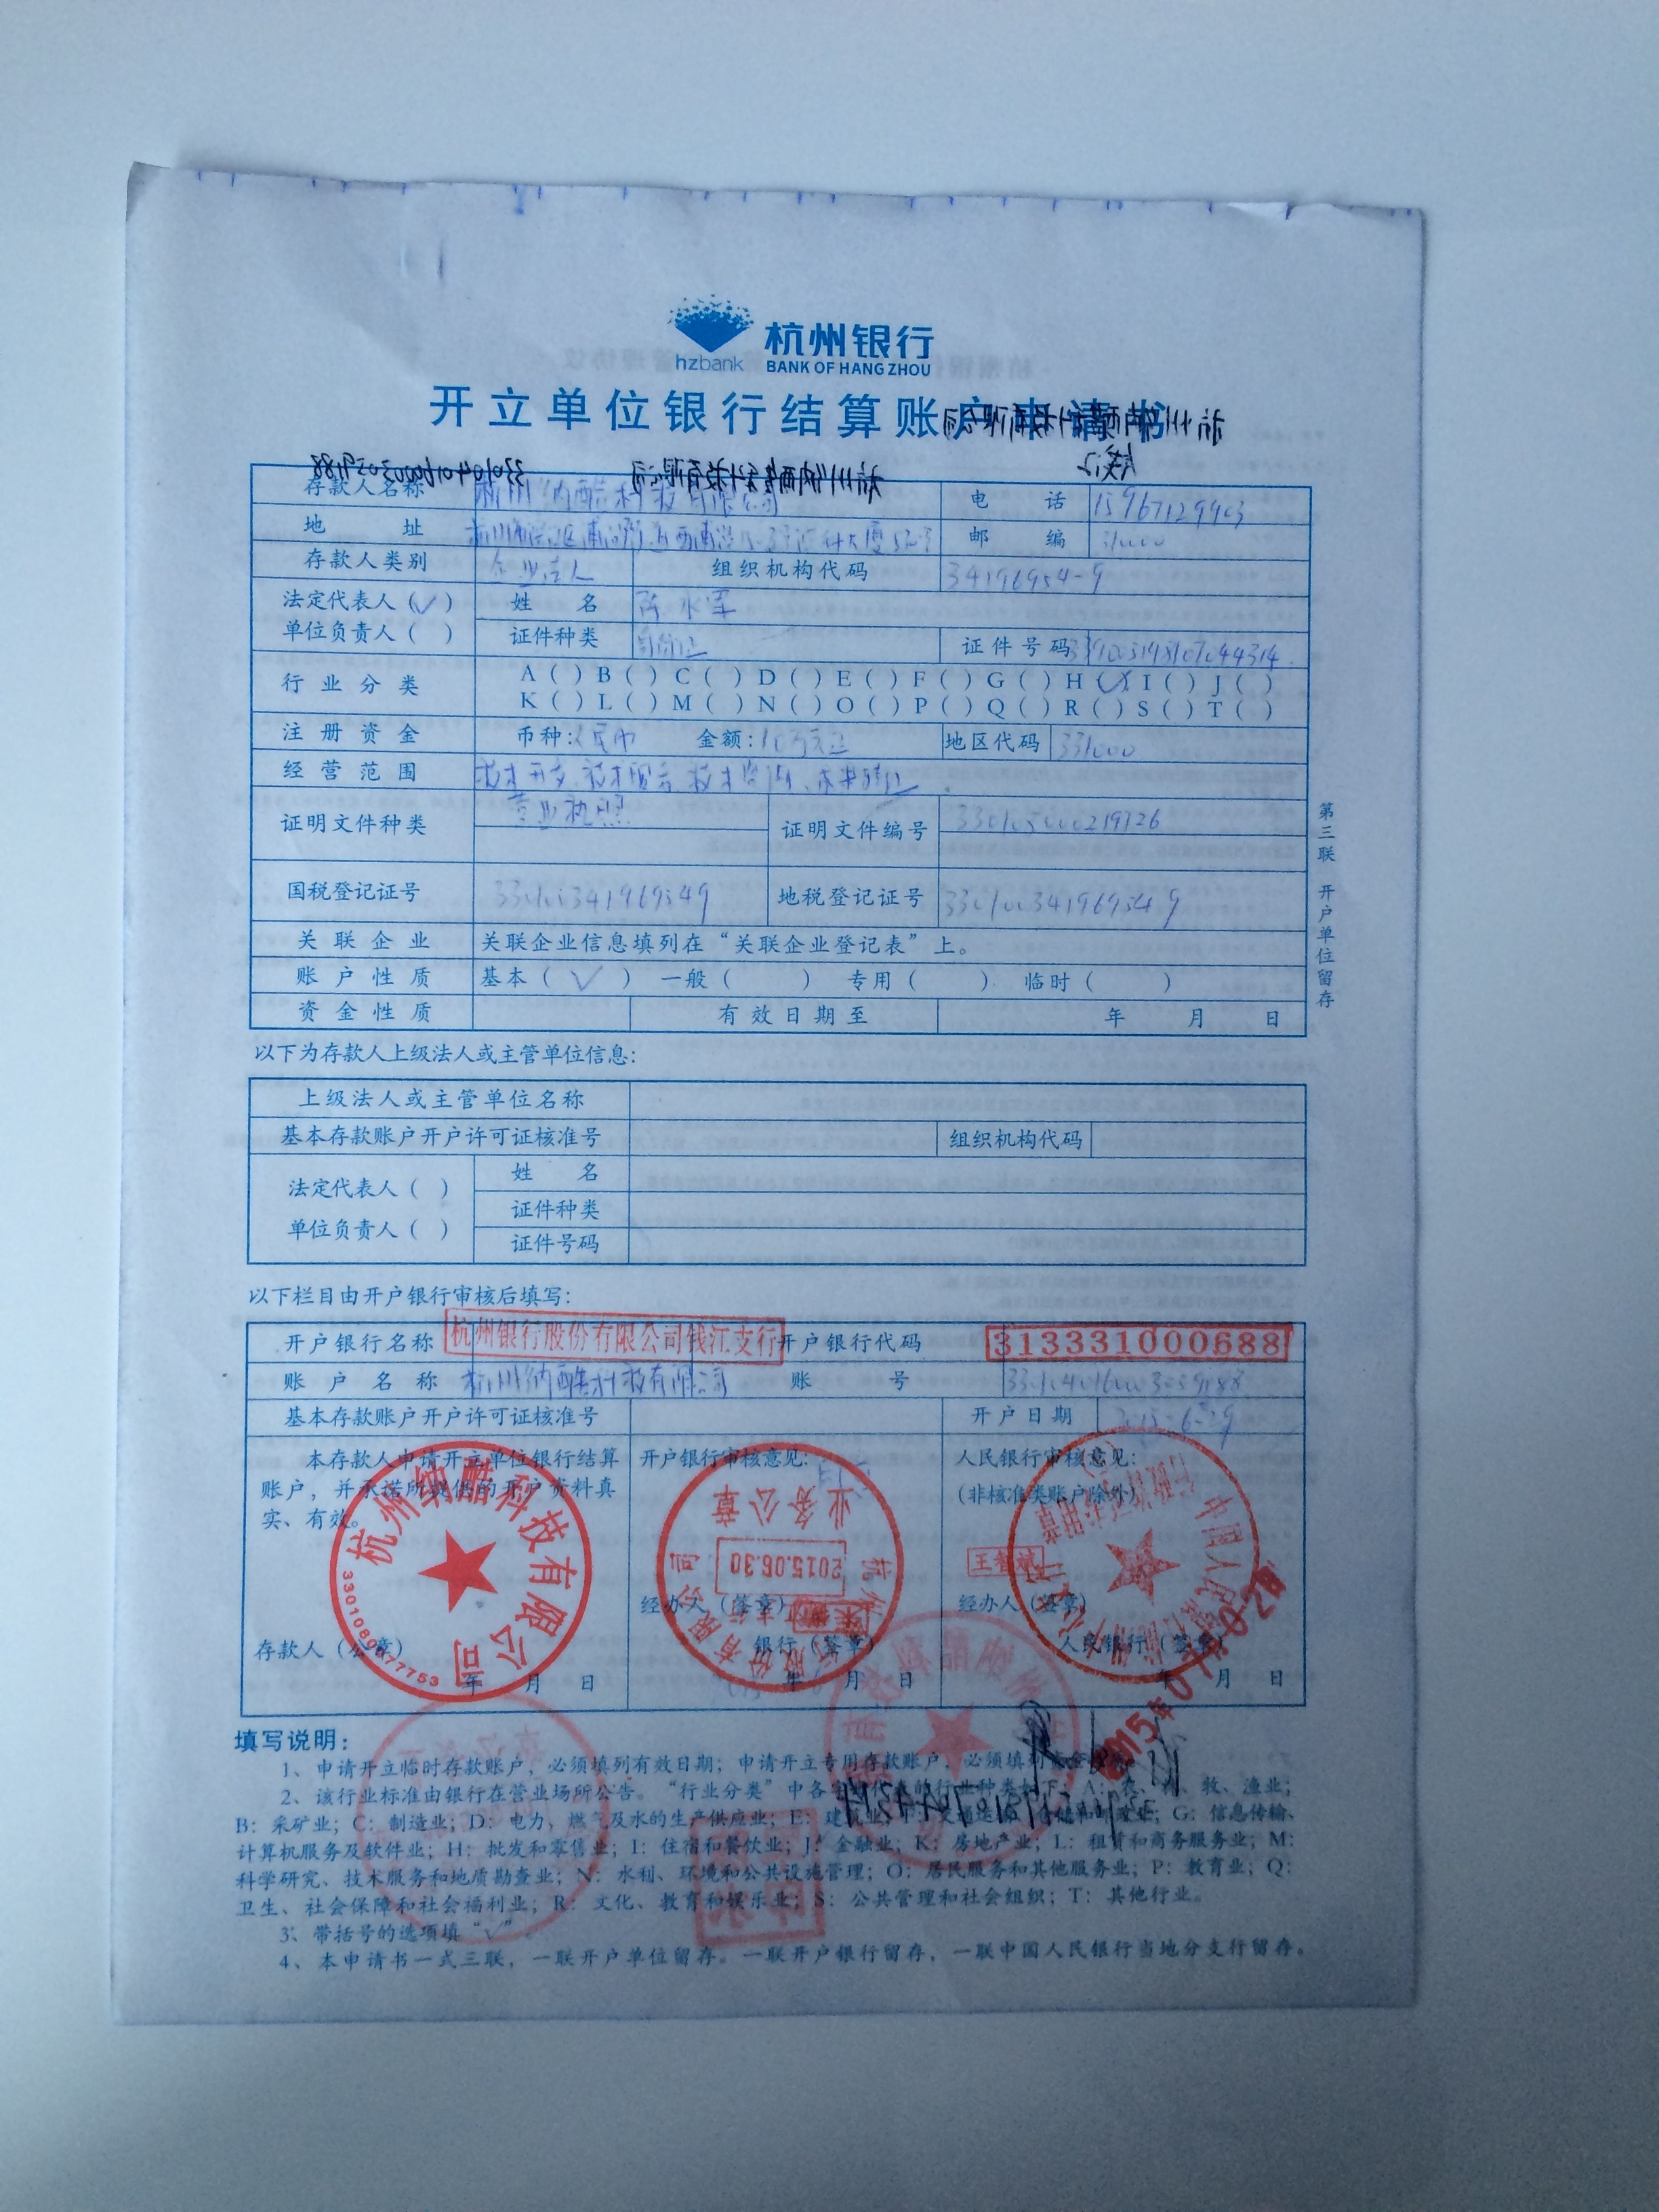 杭州银行
hzbank BANK OF HANGZHOU
开立单位银行结算账户申请书
存款人名称 杭州纳酷科技有限公司 电话 15967129903
地址 邮编 310000
存款人类别 企业法人 组织机构代码 34196954-9
法定代表人(√) 姓名 陈水军
单位负责人( ) 证件种类 身份证 证件号码
行业分类 A( ) B( ) C( ) D( ) E( ) F( ) G( ) H(√) I( ) J( )
K( ) L( ) M( ) N( ) O( ) P( ) Q( ) R( ) S( ) T( )
注册资金 币种:人民币 金额:10万元正 地区代码 331000
经营范围 技术开发、技术服务、技术咨询、成果转让
证明文件种类 营业执照 证明文件编号
国税登记证号 330100341969549 地税登记证号 330100341969549
关联企业 关联企业信息填列在“关联企业登记表”上。
账户性质 基本(√) 一般( ) 专用( ) 临时( )
资金性质 有效日期至 年 月 日
第三联 开户单位留存
以下为存款人上级法人或主管单位信息:
上级法人或主管单位名称
基本存款账户开户许可证核准号 组织机构代码
法定代表人( ) 姓名
单位负责人( ) 证件种类
证件号码
以下栏目由开户银行审核后填写:
开户银行名称 杭州银行股份有限公司钱江支行 开户银行代码 313331000688
账户名称 杭州纳酷科技有限公司 账号 3301040160003059188
基本存款账户开户许可证核准号 开户日期 2015-6-29
本存款人申请开立单位银行结算
账户，并承诺所提供的开户资料真
实、有效。
开户银行审核意见:
人民银行审核意见:
(非核准类账户除外)
杭州纳酷科技有限公司
业务公章
2015.06.30
王智斌
经办人(签章) 经办人(签章)
存款人(公章) 银行(签章) 人民银行(签章)
年 月 日 年 月 日 年 月 日
填写说明:
1、申请开立临时存款账户，必须填列有效日期；申请开立专用存款账户，必须填列资金性质。
2、该行业标准由银行在营业场所公告。“行业分类”中各字母代表的行业种类如下: A: 农、林、牧、渔业;
B: 采矿业; C: 制造业; D: 电力、燃气及水的生产供应业; E: 建筑业; F: 交通运输、仓储和邮政业; G: 信息传输、
计算机服务及软件业; H: 批发和零售业; I: 住宿和餐饮业; J: 金融业; K: 房地产业; L: 租赁和商务服务业; M:
科学研究、技术服务和地质勘查业; N: 水利、环境和公共设施管理; O: 居民服务和其他服务业; P: 教育业; Q:
卫生、社会保障和社会福利业; R: 文化、教育和娱乐业; S: 公共管理和社会组织; T: 其他行业。
3、带括号的选项填“√”
4、本申请书一式三联，一联开户单位留存。一联开户银行留存，一联中国人民银行当地分支行留存。